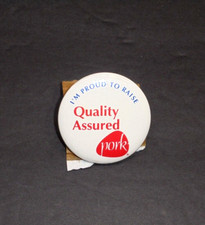 I'M PROUD TO RAISE
Quality
Assured
pork